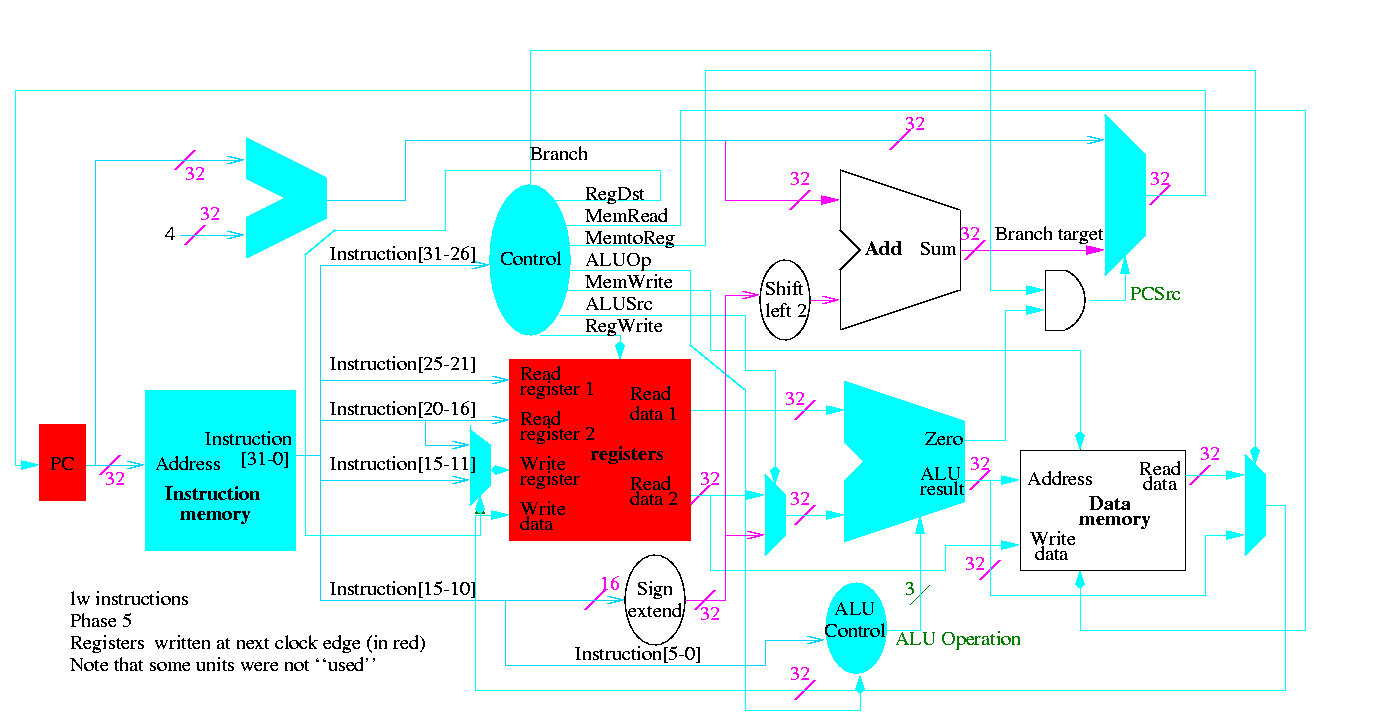 32
32
Branch
32
32
32
4
RegDst
MemRead
MemtoReg
ALUOp
MemWrite
ALUSrc
RegWrite
Control
Instruction[31-26]
Add
Sum
32
Branch target
Shift
left 2
PCSrc
Instruction[25-21]
Instruction[20-16]
Instruction[15-11]
Read
register 1
Read
register 2
Write
register
Write
data
Read
data 1
registers
Read
data 2
32
32
32
Zero
ALU
result
32
PC
32
Instruction
[31-0]
Address
Instruction
memory
Address
Read
data
Data
memory
Write
data
32
32
Instruction[15-10]
16
Sign
extend
32
3
ALU
Control
ALU Operation
Instruction[5-0]
32
lw instructions
Phase 5
Registers  written at next clock edge (in red)
Note that some units were not ‘‘used’’